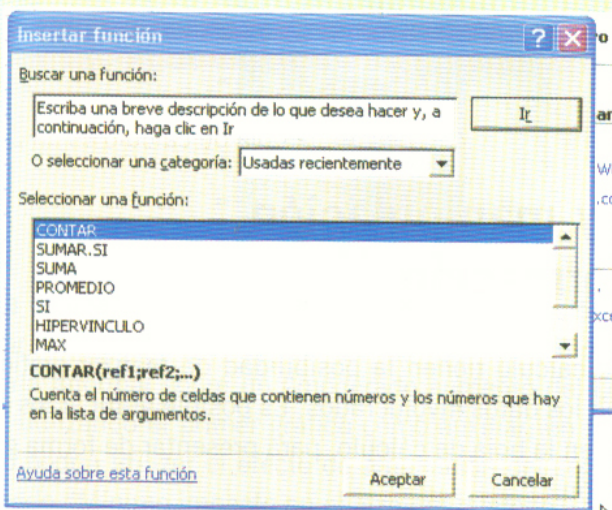 Insertar función
Buscar una función:
Escriba una breve descripción de lo que desea hacer y, a
continuación, haga clic en Ir
Ir
O seleccionar una categoría: Usadas recientemente
Seleccionar una función:
CONTAR
SUMAR.SI
SUMA
PROMEDIO
SI
HIPERVINCULO
MAX
CONTAR(ref1;ref2;...)
Cuenta el número de celdas que contienen números y los números que hay
en la lista de argumentos.
Ayuda sobre esta función
Aceptar
Cancelar